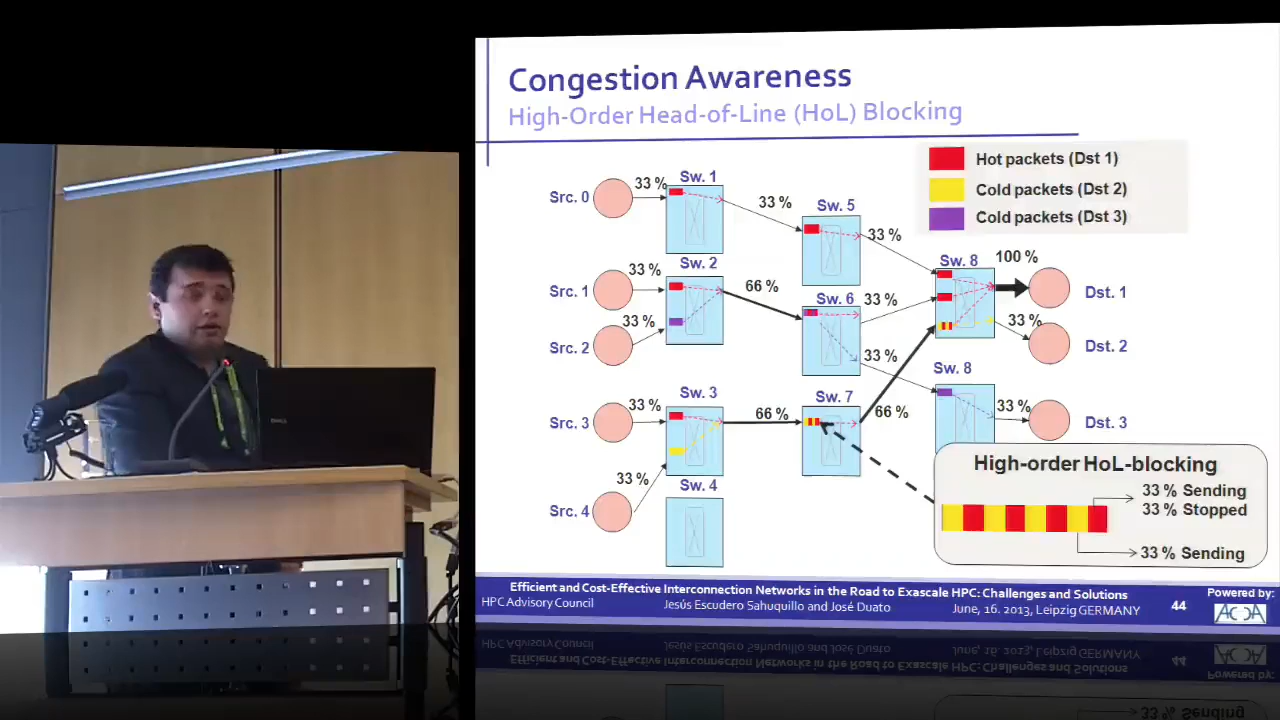 Congestion Awareness
High-Order Head-of-Line (HoL) Blocking
Hot packets (Dst 1)
Cold packets (Dst 2)
Cold packets (Dst 3)
Src. 0
33 %
Sw. 1
33 %
Sw. 5
33 %
Sw. 8
100 %
Src. 1
33 %
Sw. 2
66 %
Sw. 6
33 %
Dst. 1
Src. 2
33 %
33 %
33 %
Dst. 2
Sw. 8
Src. 3
33 %
Sw. 3
66 %
Sw. 7
66 %
33 %
Dst. 3
Src. 4
33 %
Sw. 4
High-order HoL-blocking
33 % Sending
33 % Stopped
33 % Sending
Efficient and Cost-Effective Interconnection Networks in the Road to Exascale HPC: Challenges and Solutions
HPC Advisory Council
Jesús Escudero Sahuquillo and José Duato
June, 16. 2013, Leipzig GERMANY
44
Powered by:
DELL